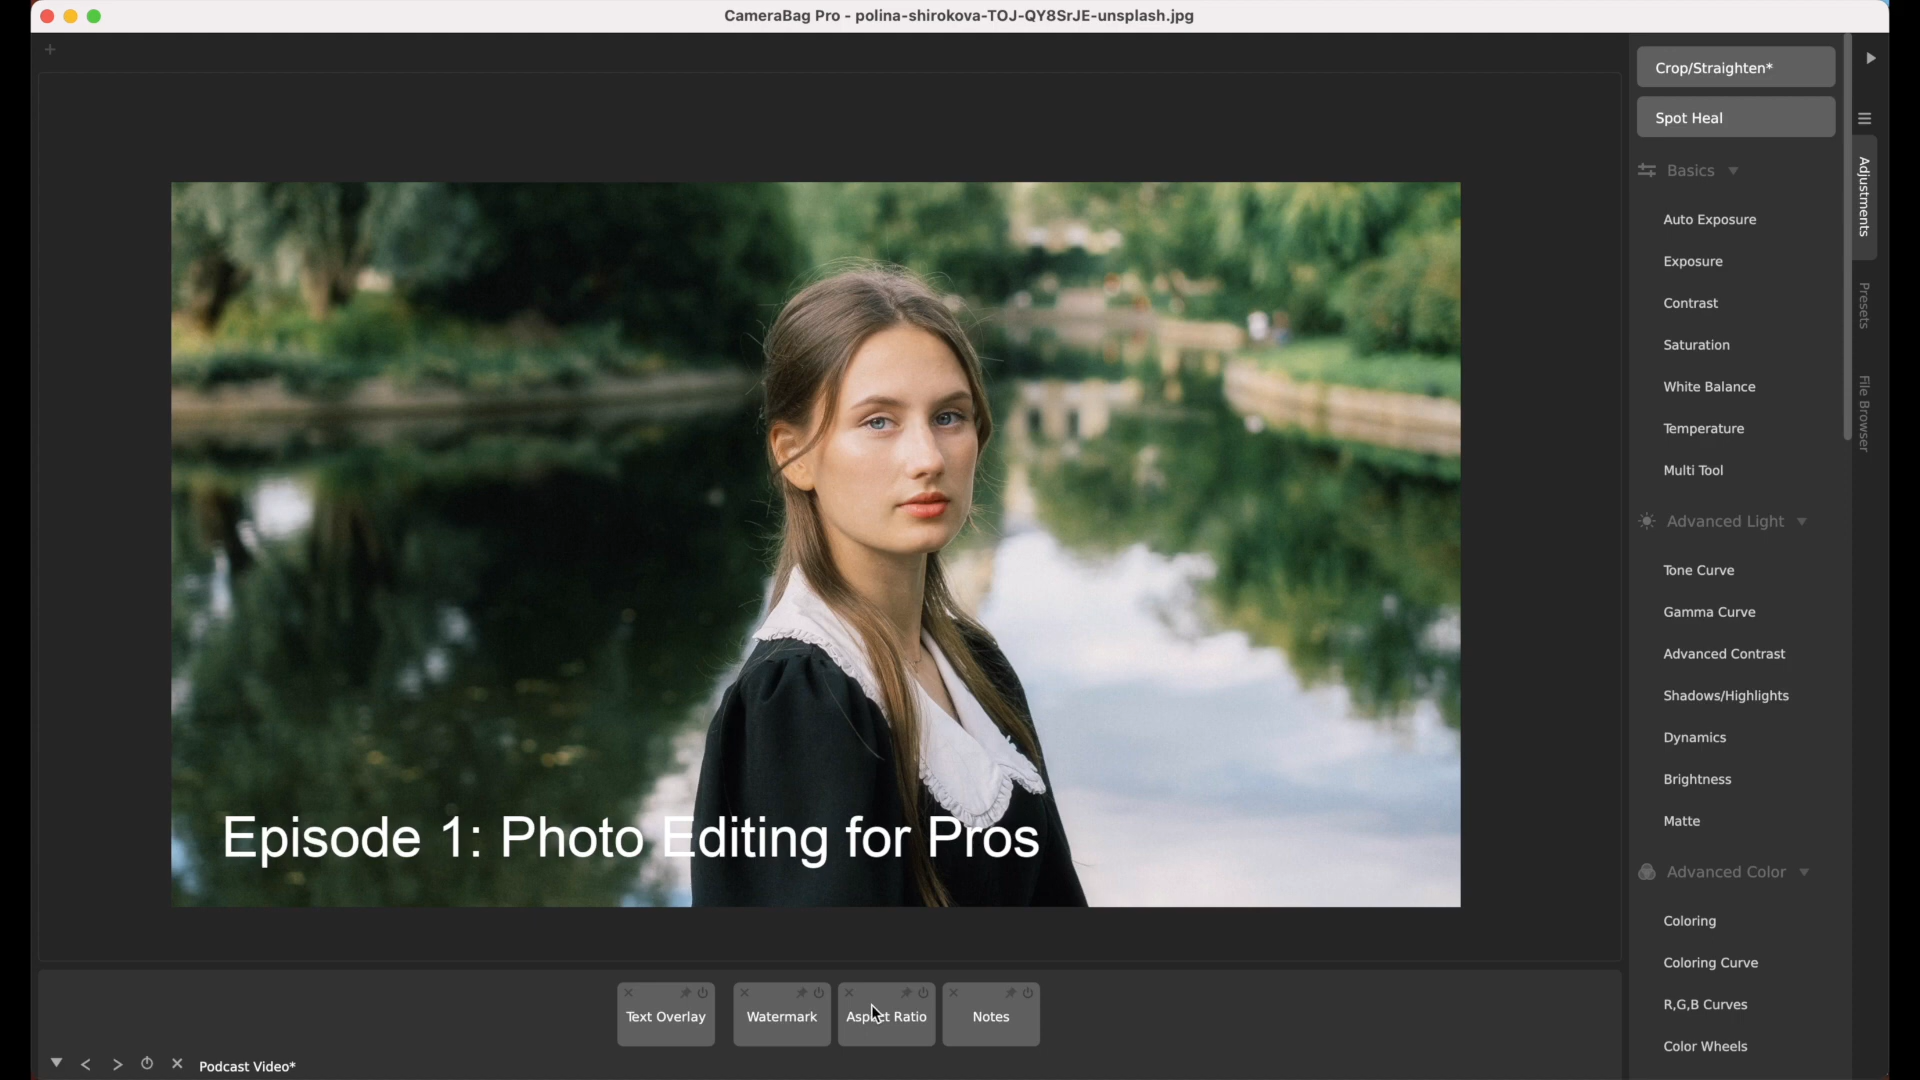 CameraBag Pro - polina-shirokova-TOJ-QY8SrJE-unsplash.jpg
Crop/Straighten*
Spot Heal
Basics
Auto Exposure
Exposure
Contrast
Saturation
White Balance
Temperature
Multi Tool
Advanced Light
Tone Curve
Gamma Curve
Advanced Contrast
Shadows/Highlights
Dynamics
Brightness
Matte
Advanced Color
Coloring
Coloring Curve
R,G,B Curves
Color Wheels
Adjustments
Presets
File Browser
Episode 1: Photo Editing for Pros
Text Overlay
Watermark
Aspect Ratio
Notes
Podcast Video*